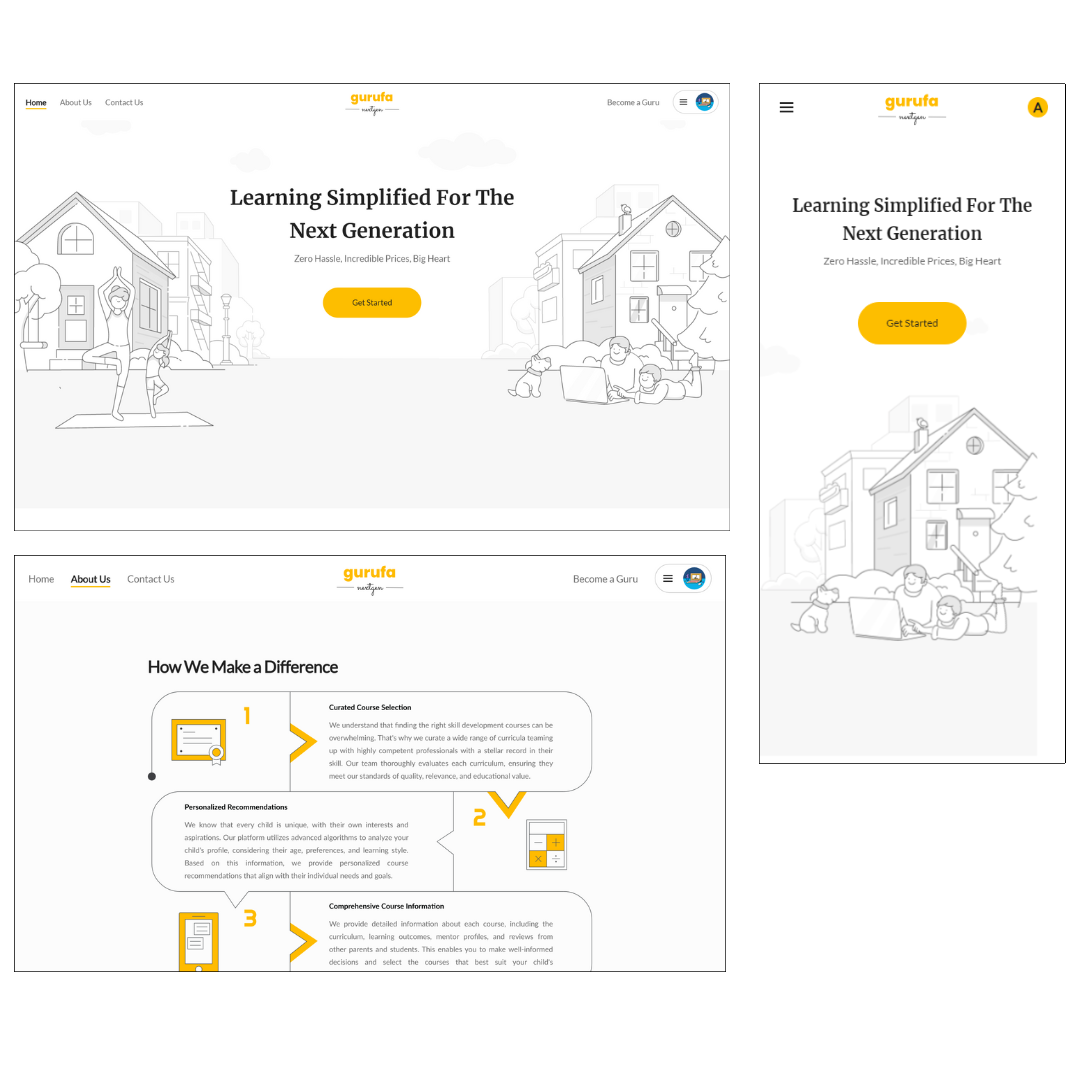 Home About Us Contact Us
gurufa
nextgen
Become a Guru
Learning Simplified For The
Next Generation
Zero Hassle, Incredible Prices, Big Heart
Get Started
gurufa
nextgen
A
Learning Simplified For The
Next Generation
Zero Hassle, Incredible Prices, Big Heart
Get Started
Home About Us Contact Us
gurufa
nextgen
Become a Guru
How We Make a Difference
1
Curated Course Selection
We understand that finding the right skill development courses can be
overwhelming. That's why we curate a wide range of curricula teaming
up with highly competent professionals with a stellar record in their
skill. Our team thoroughly evaluates each curriculum, ensuring they
meet our standards of quality, relevance, and educational value.
Personalized Recommendations
We know that every child is unique, with their own interests and
aspirations. Our platform utilizes advanced algorithms to analyze your
child's profile, considering their age, preferences, and learning style.
Based on this information, we provide personalized course
recommendations that align with their individual needs and goals.
2
− +
× ÷
3
Comprehensive Course Information
We provide detailed information about each course, including the
curriculum, learning outcomes, mentor profiles, and reviews from
other parents and students. This enables you to make well-informed
decisions and select the courses that best suit your child's